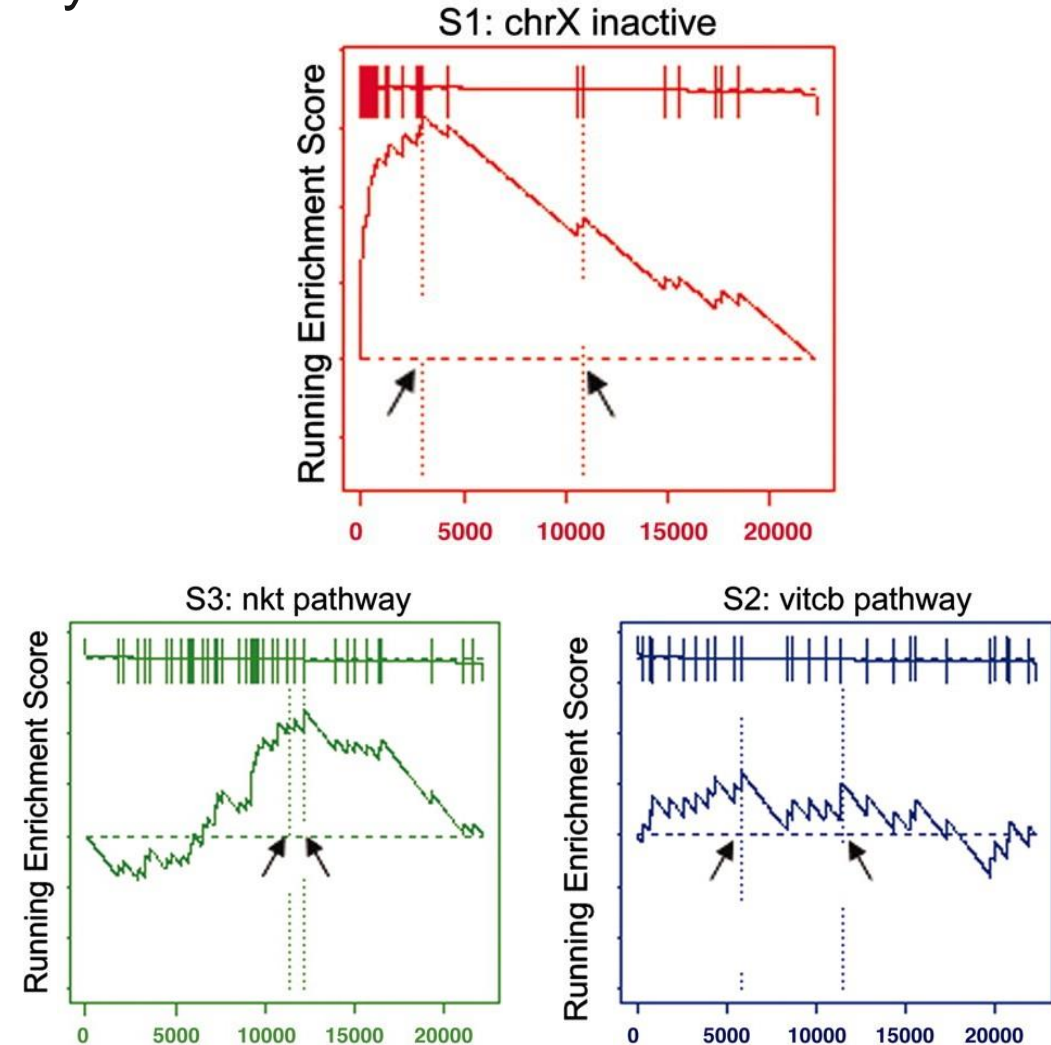 y
S1: chrX inactive
Running Enrichment Score
0 5000 10000 15000 20000
S3: nkt pathway
Running Enrichment Score
0 5000 10000 15000 20000
S2: vitcb pathway
Running Enrichment Score
0 5000 10000 15000 20000